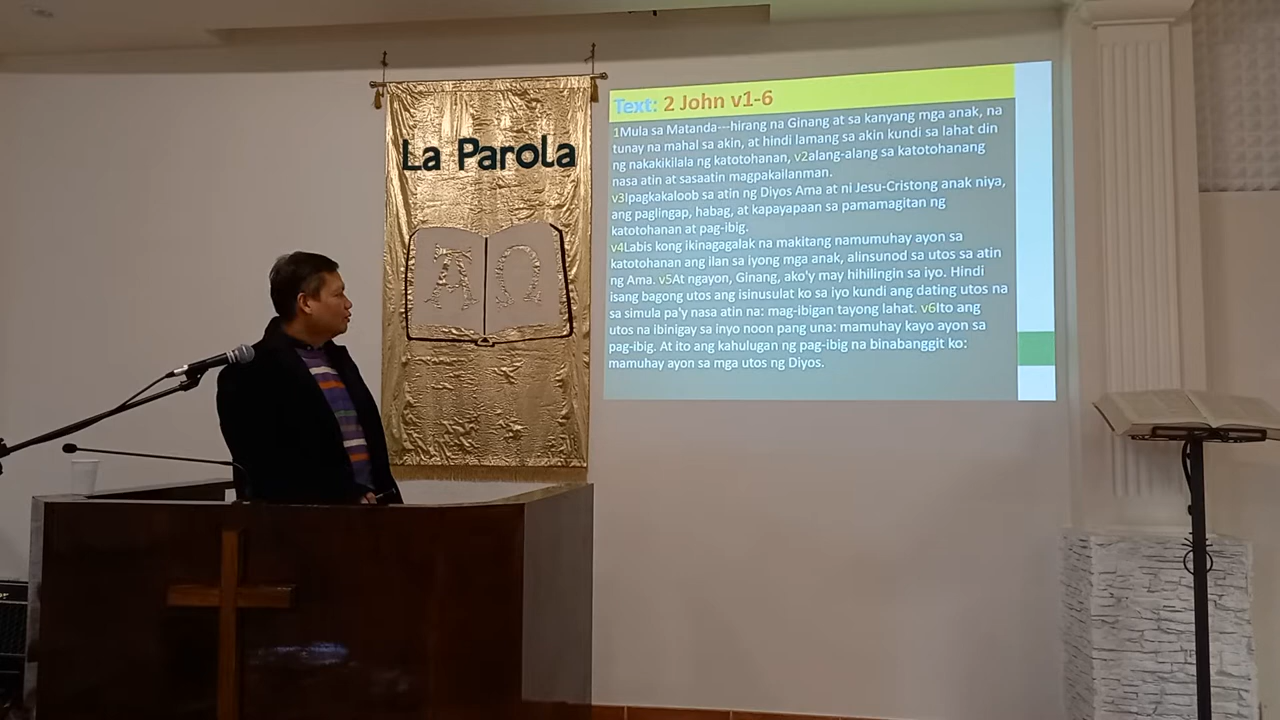 La Parola
Α Ω
Text: 2 John v1-6
1Mula sa Matanda---hirang na Ginang at sa kanyang mga anak, na
tunay na mahal sa akin, at hindi lamang sa akin kundi sa lahat din
ng nakakikilala ng katotohanan, v2alang-alang sa katotohanang
nasa atin at sasaatin magpakailanman.
v3Ipagkakaloob sa atin ng Diyos Ama at ni Jesu-Cristong anak niya,
ang paglingap, habag, at kapayapaan sa pamamagitan ng
katotohanan at pag-ibig.
v4Labis kong ikinagagalak na makitang namumuhay ayon sa
katotohanan ang ilan sa iyong mga anak, alinsunod sa utos sa atin
ng Ama. v5At ngayon, Ginang, ako'y may hihilingin sa iyo. Hindi
isang bagong utos ang isinusulat ko sa iyo kundi ang dating utos na
sa simula pa'y nasa atin na: mag-ibigan tayong lahat. v6Ito ang
utos na ibinigay sa inyo noon pang una: mamuhay kayo ayon sa
pag-ibig. At ito ang kahulugan ng pag-ibig na binabanggit ko:
mamuhay ayon sa mga utos ng Diyos.